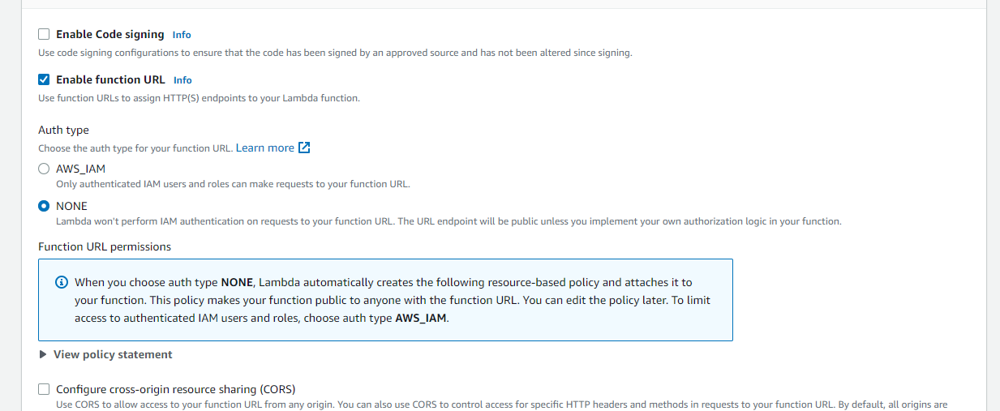 Enable Code signing Info
Use code signing configurations to ensure that the code has been signed by an approved source and has not been altered since signing.
Enable function URL Info
Use function URLs to assign HTTP(S) endpoints to your Lambda function.
Auth type
Choose the auth type for your function URL. Learn more
AWS_IAM
Only authenticated IAM users and roles can make requests to your function URL.
NONE
Lambda won't perform IAM authentication on requests to your function URL. The URL endpoint will be public unless you implement your own authorization logic in your function.
Function URL permissions
When you choose auth type NONE, Lambda automatically creates the following resource-based policy and attaches it to
your function. This policy makes your function public to anyone with the function URL. You can edit the policy later. To limit
access to authenticated IAM users and roles, choose auth type AWS_IAM.
View policy statement
Configure cross-origin resource sharing (CORS)
Use CORS to allow access to your function URL from any origin. You can also use CORS to control access for specific HTTP headers and methods in requests to your function URL. By default, all origins are